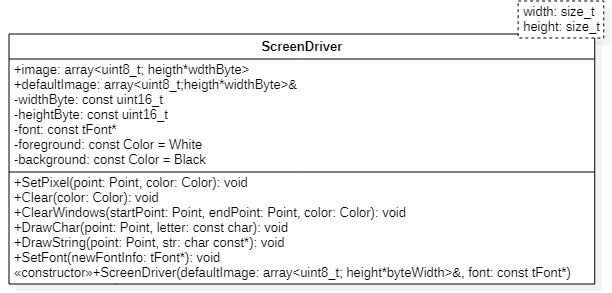 width: size_t
height: size_t
ScreenDriver
+image: array<uint8_t; heigth*wdthByte>
+defaultImage: array<uint8_t;heigth*widthByte>&
-widthByte: const uint16_t
-heightByte: const uint16_t
-font: const tFont*
-foreground: const Color = White
-background: const Color = Black
+SetPixel(point: Point, color: Color): void
+Clear(color: Color): void
+ClearWindows(startPoint: Point, endPoint: Point, color: Color): void
+DrawChar(point: Point, letter: const char): void
+DrawString(point: Point, str: char const*): void
+SetFont(newFontInfo: tFont*): void
«constructor»+ScreenDriver(defaultImage: array<uint8_t; height*byteWidth>&, font: const tFont*)